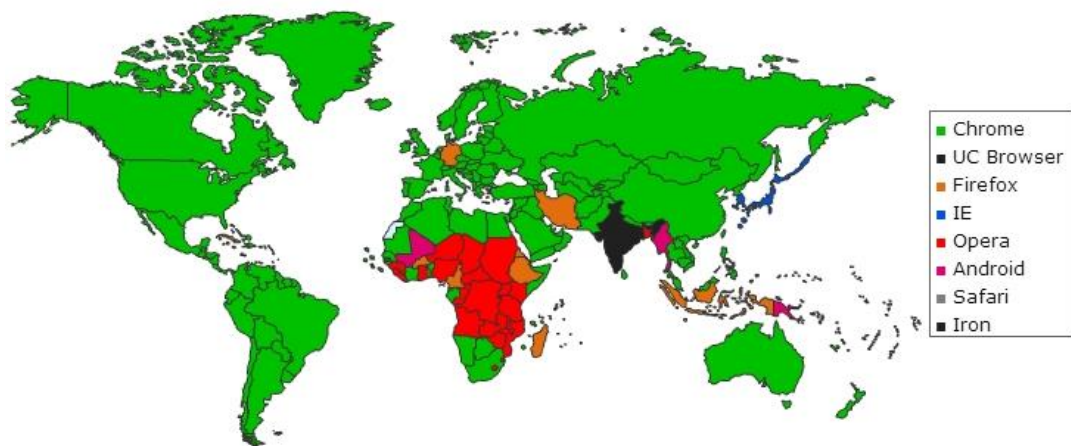 Chrome
UC Browser
Firefox
IE
Opera
Android
Safari
Iron